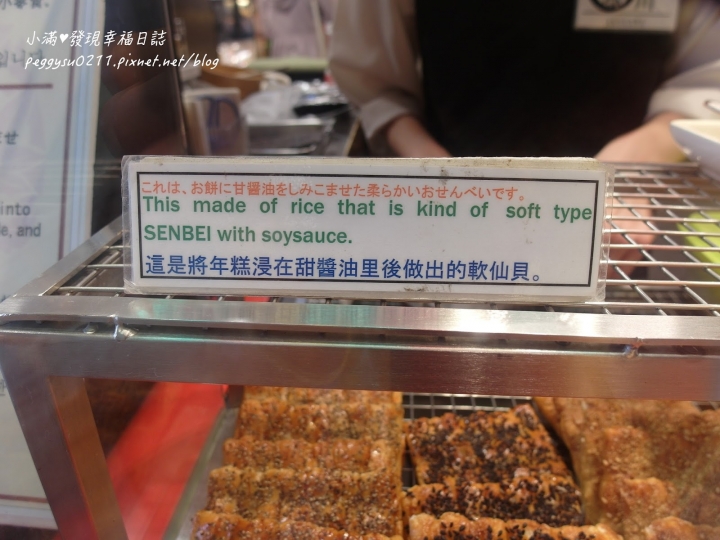 小滿♥發現幸福日誌
peggysu0211.pixnet.net/blog
into
and
これは、お餅に甘醤油をしみこませた柔らかいおせんべいです。
This made of rice that is kind of soft type
SENBEI with soysauce.
這是將年糕浸在甜醬油里後做出的軟仙貝。